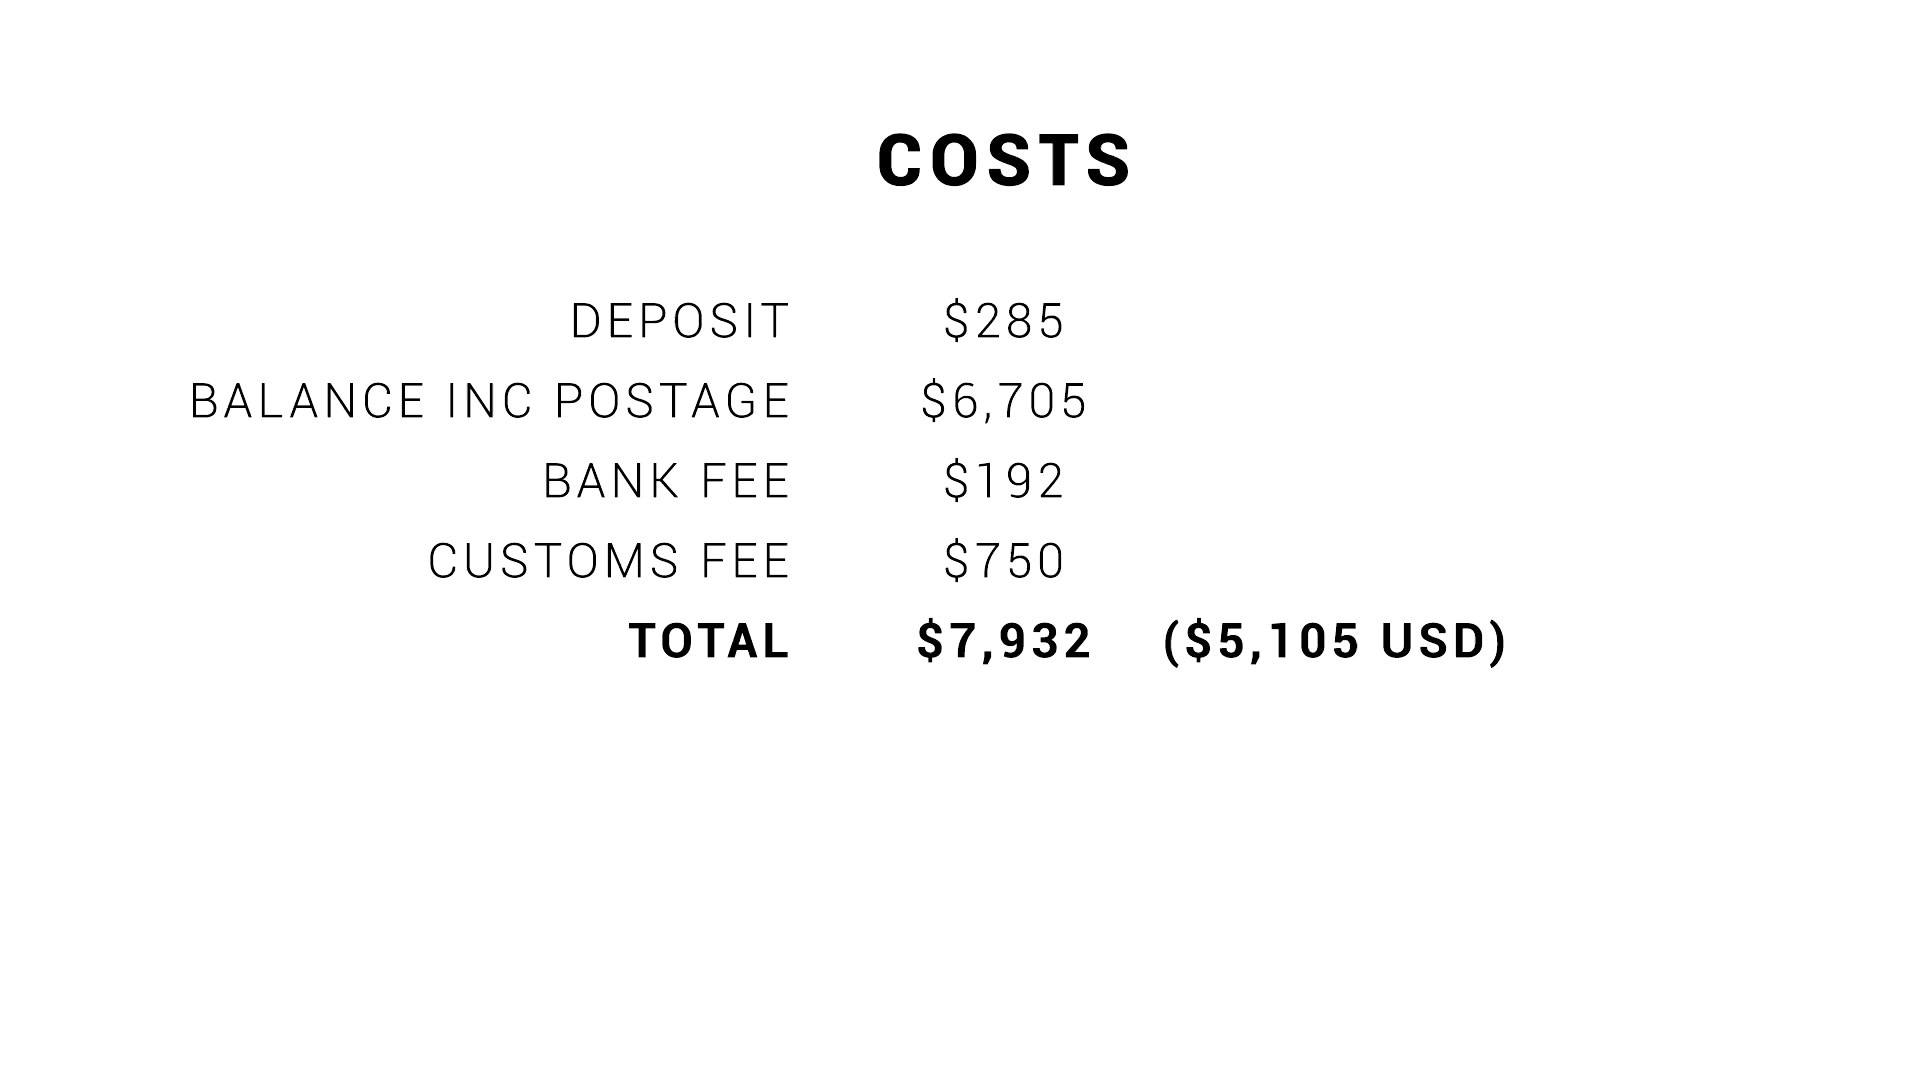 COSTS
DEPOSIT $285
BALANCE INC POSTAGE $6,705
BANK FEE $192
CUSTOMS FEE $750
TOTAL $7,932 ($5,105 USD)